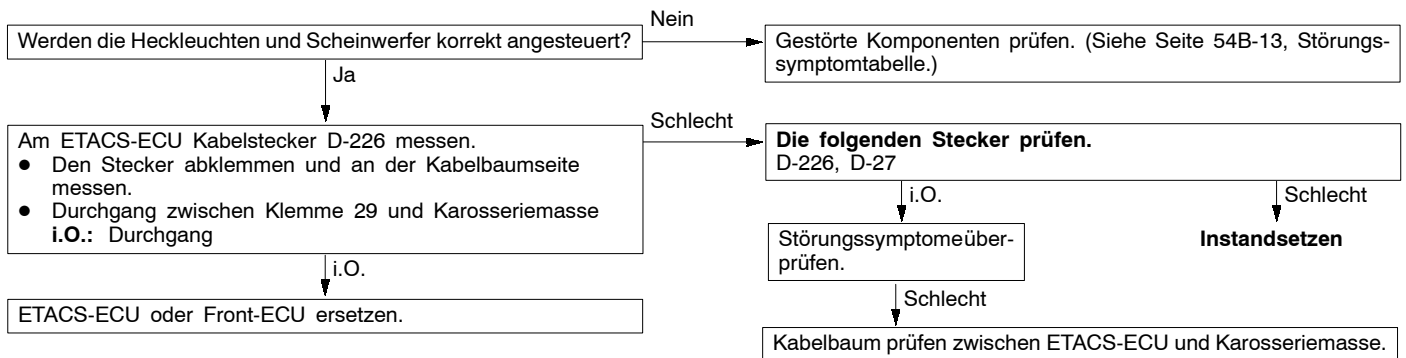 Werden die Heckleuchten und Scheinwerfer korrekt angesteuert?
Nein
Gestörte Komponenten prüfen. (Siehe Seite 54B-13, Störungs-
symptomtabelle.)
Ja
Am ETACS-ECU Kabelstecker D-226 messen.
● Den Stecker abklemmen und an der Kabelbaumseite
messen.
● Durchgang zwischen Klemme 29 und Karosseriemasse
i.O.: Durchgang
Schlecht
Die folgenden Stecker prüfen.
D-226, D-27
i.O.
Schlecht
Störungssymptomeüber-
prüfen.
Instandsetzen
i.O.
ETACS-ECU oder Front-ECU ersetzen.
Schlecht
Kabelbaum prüfen zwischen ETACS-ECU und Karosseriemasse.